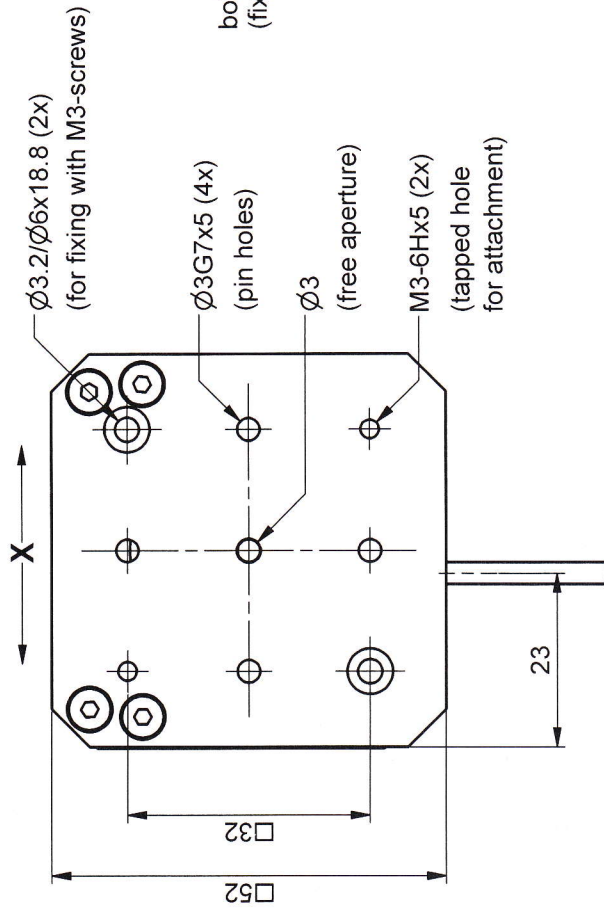 Ø3.2/Ø6x18.8 (2x)
(for fixing with M3-screws)
bo
(fix
Ø3G7x5 (4x)
(pin holes)
Ø3
(free aperture)
M3-6Hx5 (2x)
(tapped hole
for attachment)
X
23
□32
□52